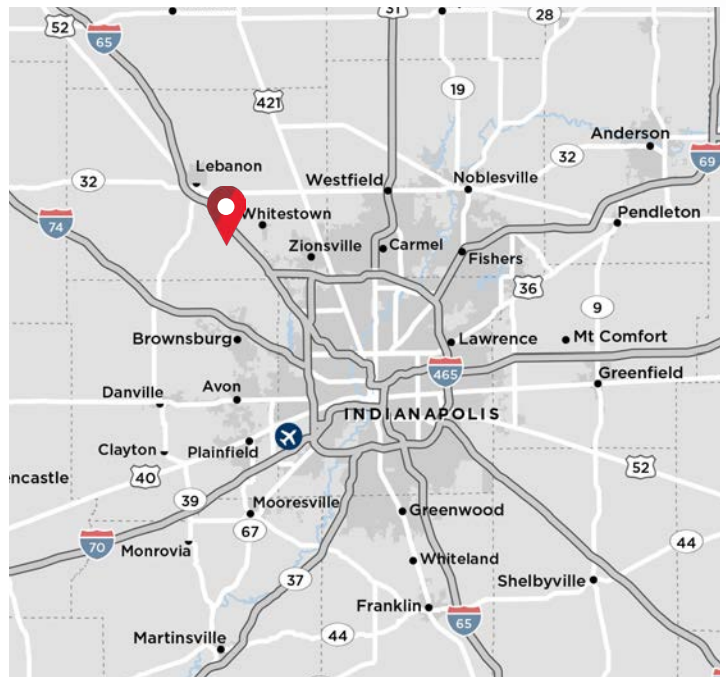 31
52
65
28
421
19
Anderson
69
Lebanon
32
32
Westfield
Noblesville
74
Whitestown
Pendleton
Zionsville
Carmel
Fishers
36
9
Brownsburg
Lawrence
Mt Comfort
465
Greenfield
Danville
Avon
INDIANAPOLIS
Clayton
Plainfield
52
encastle
40
39
Mooresville
Greenwood
67
70
Monrovia
44
Whiteland
37
Shelbyville
Franklin
65
Martinsville
44